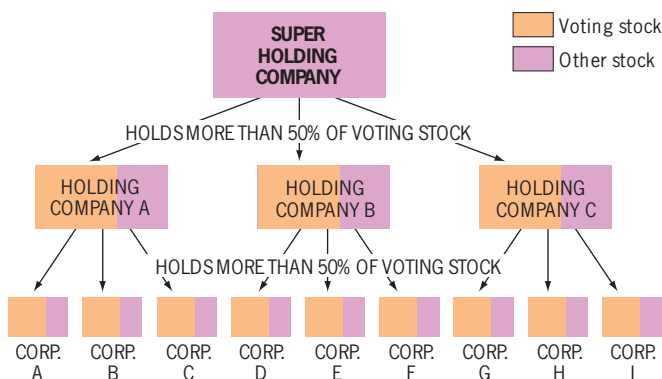 SUPER
HOLDING
COMPANY
Voting stock
Other stock
HOLDS MORE THAN 50% OF VOTING STOCK
HOLDING
COMPANY A
HOLDING
COMPANY B
HOLDING
COMPANY C
HOLDS MORE THAN 50% OF VOTING STOCK
CORP.
A
CORP.
B
CORP.
C
CORP.
D
CORP.
E
CORP.
F
CORP.
G
CORP.
H
CORP.
I